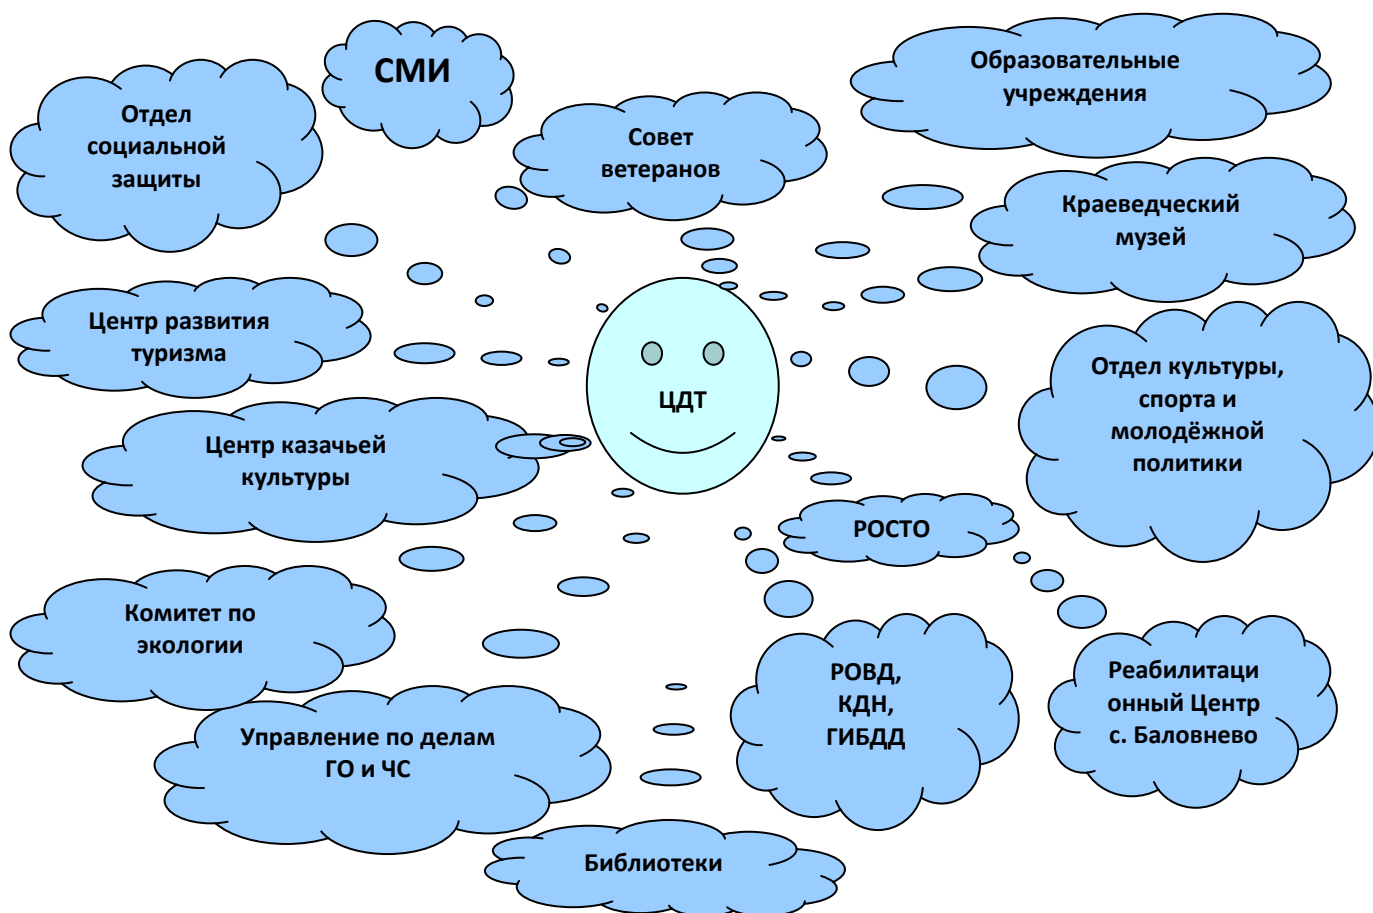 СМИ
Образовательные
учреждения
Отдел
социальной
защиты
Совет
ветеранов
Краеведческий
музей
Центр развития
туризма
Отдел культуры,
спорта и
молодёжной
политики
ЦДТ
Центр казачьей
культуры
РОСТО
Комитет по
экологии
РОВД,
КДН,
ГИБДД
Реабилитаци
онный Центр
с. Баловнево
Управление по делам
ГО и ЧС
Библиотеки